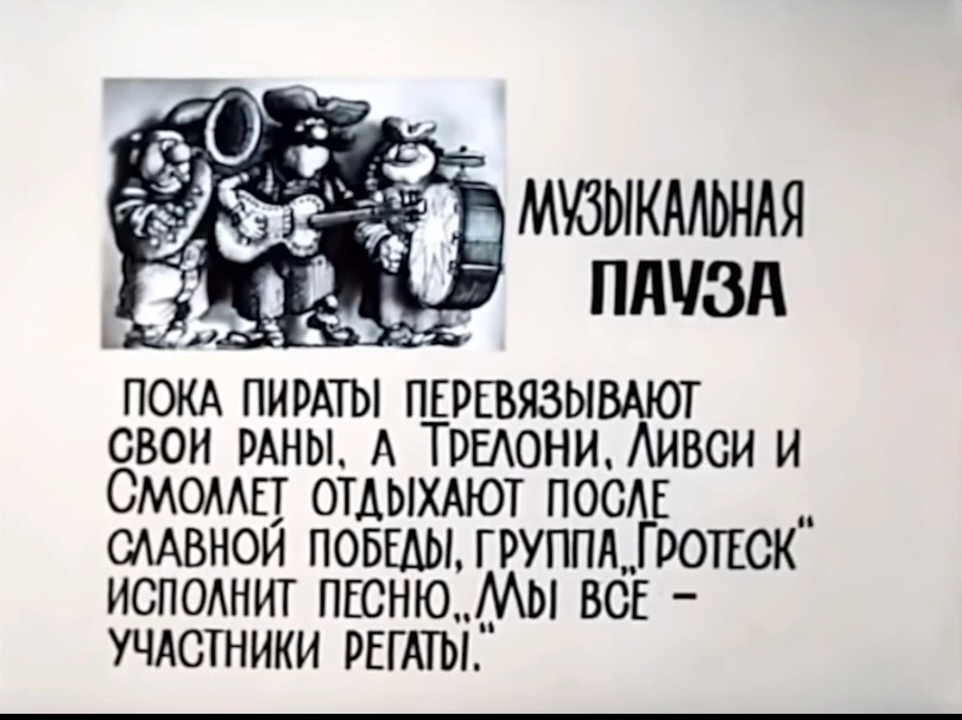 МУЗЫКАЛЬНАЯ
ПАУЗА
ПОКА ПИРАТЫ ПЕРЕВЯЗЫВАЮТ
СВОИ РАНЫ, А ТРЕЛОНИ, ЛИВСИ И
СМОЛЛЕТ ОТДЫХАЮТ ПОСЛЕ
СЛАВНОЙ ПОБЕДЫ, ГРУППА „ГРОТЕСК“
ИСПОЛНИТ ПЕСНЮ „МЫ ВСЕ –
УЧАСТНИКИ РЕГАТЫ.“